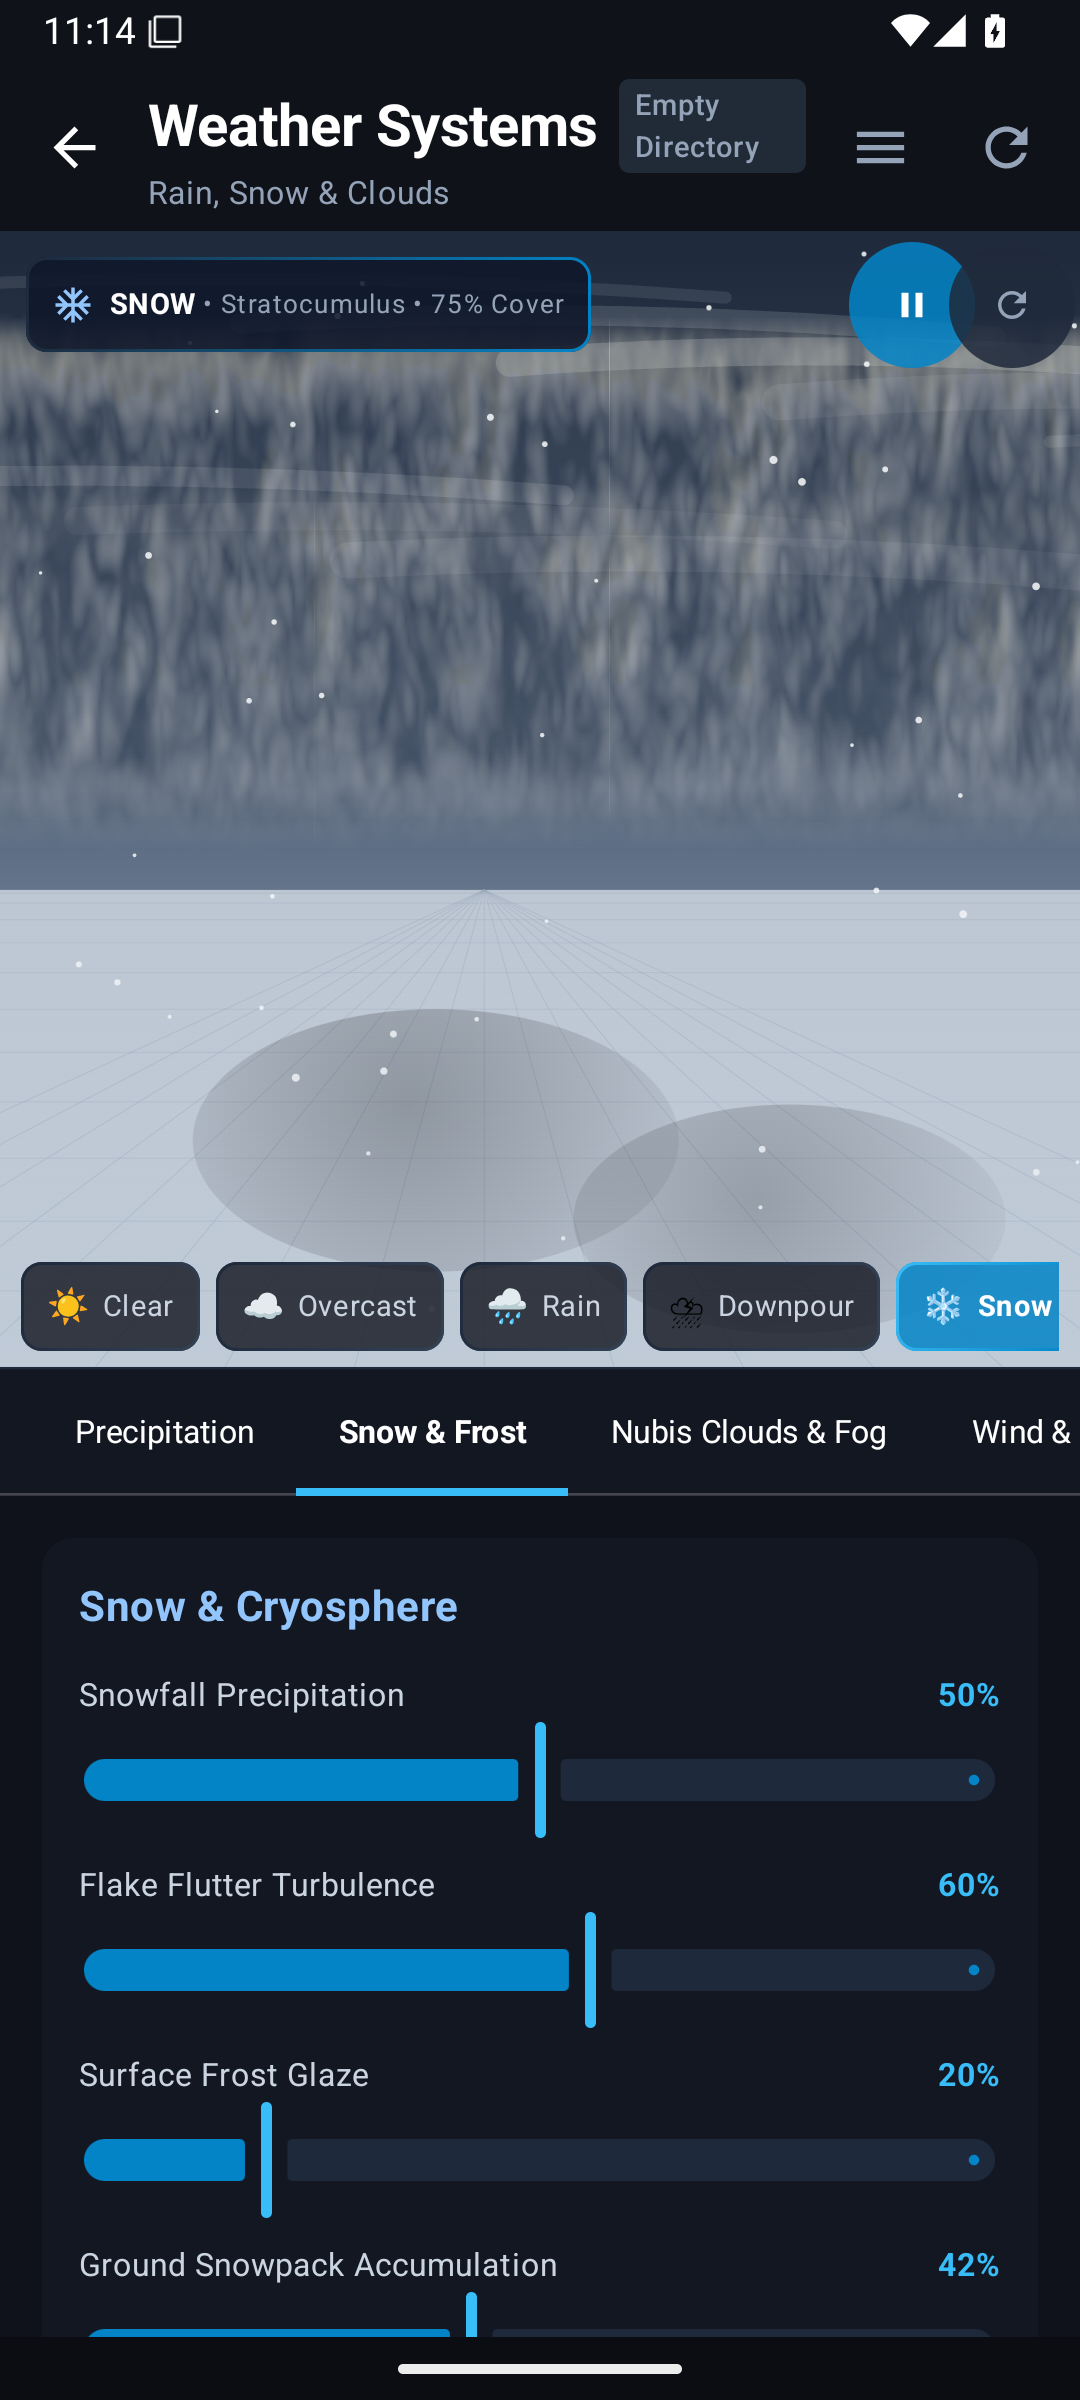 11:14
Weather Systems
Empty
Directory
Rain, Snow & Clouds
SNOW • Stratocumulus • 75% Cover
Clear
Overcast
Rain
Downpour
Snow
Precipitation
Snow & Frost
Nubis Clouds & Fog
Wind &
Snow & Cryosphere
Snowfall Precipitation
50%
Flake Flutter Turbulence
60%
Surface Frost Glaze
20%
Ground Snowpack Accumulation
42%